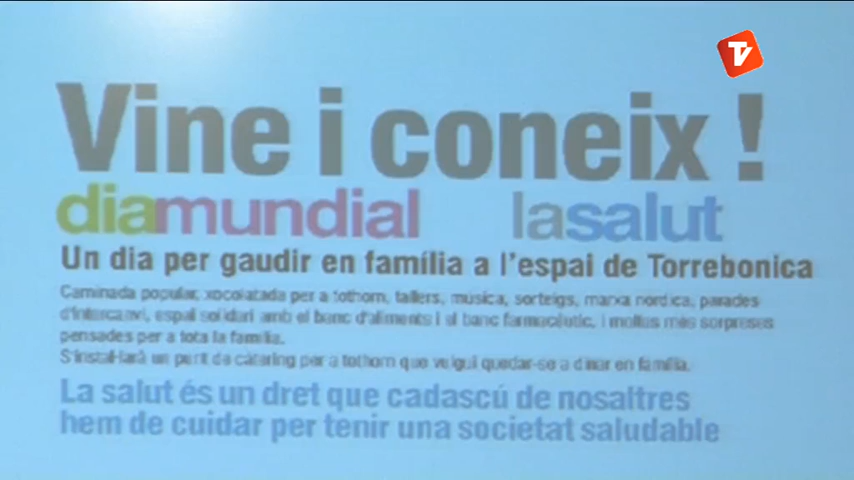 TV
Vine i coneix !
diamundial lasalut
Un dia per gaudir en família a l'espai de Torrebonica
Caminada popular, xocolatada per a tothom, tallers, música, sorteigs, marxa nòrdica, parades
d'intercanvi, espai solidari amb el banc d'aliments i el banc farmacèutic, i moltes més sorpreses
pensades per a tota la família.
S'instal·larà un punt de càtering per a tothom que vulgui quedar-se a dinar en família.
La salut és un dret que cadascú de nosaltres
hem de cuidar per tenir una societat saludable